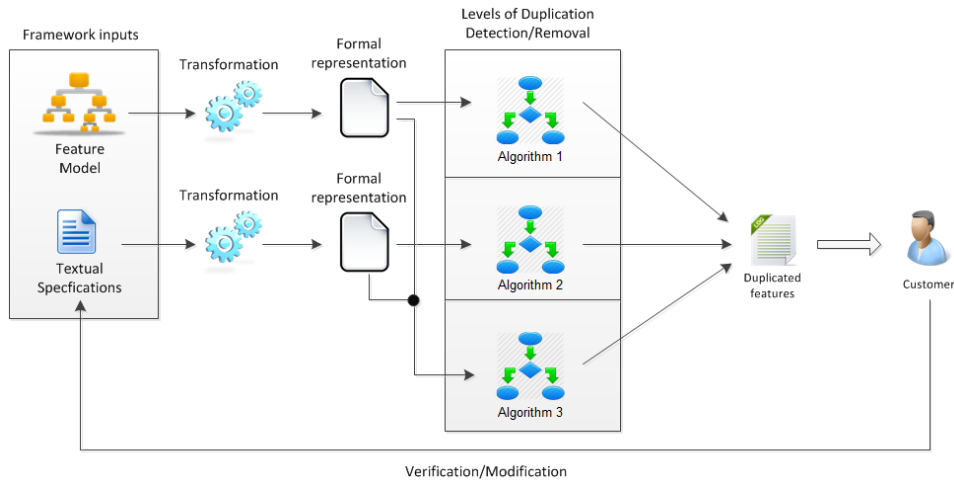 Framework inputs
Levels of Duplication
Detection/Removal
Transformation
Formal
representation
Feature
Model
Algorithm 1
Transformation
Formal
representation
Textual
Specfications
Algorithm 2
LOG
Duplicated
features
Customer
Algorithm 3
Verification/Modification